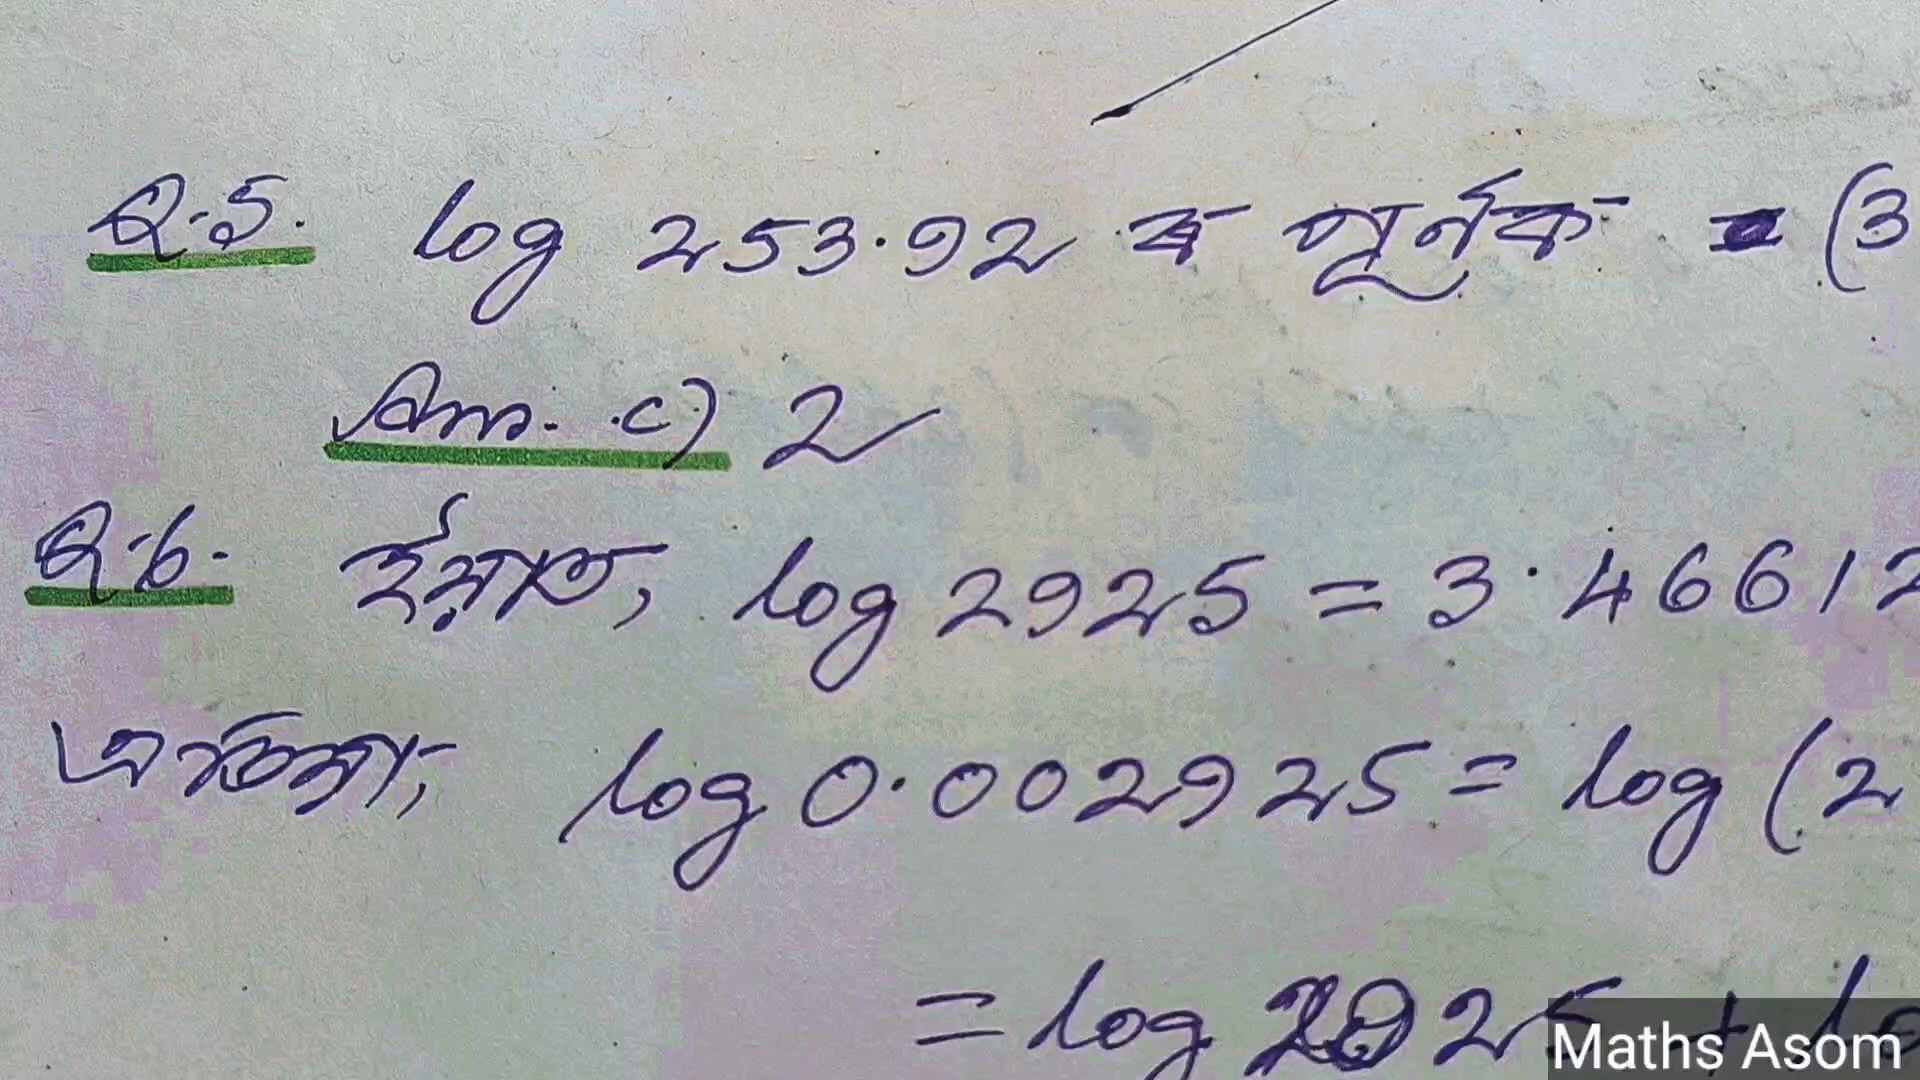 Q.5. log 253.92 ৰ পূৰ্ণক = (3
Ans. c) 2
Q.6. ইয়াত, log 2925 = 3.46612
log 0.002925 = log (2
= log 2925 + lo
Maths Asom